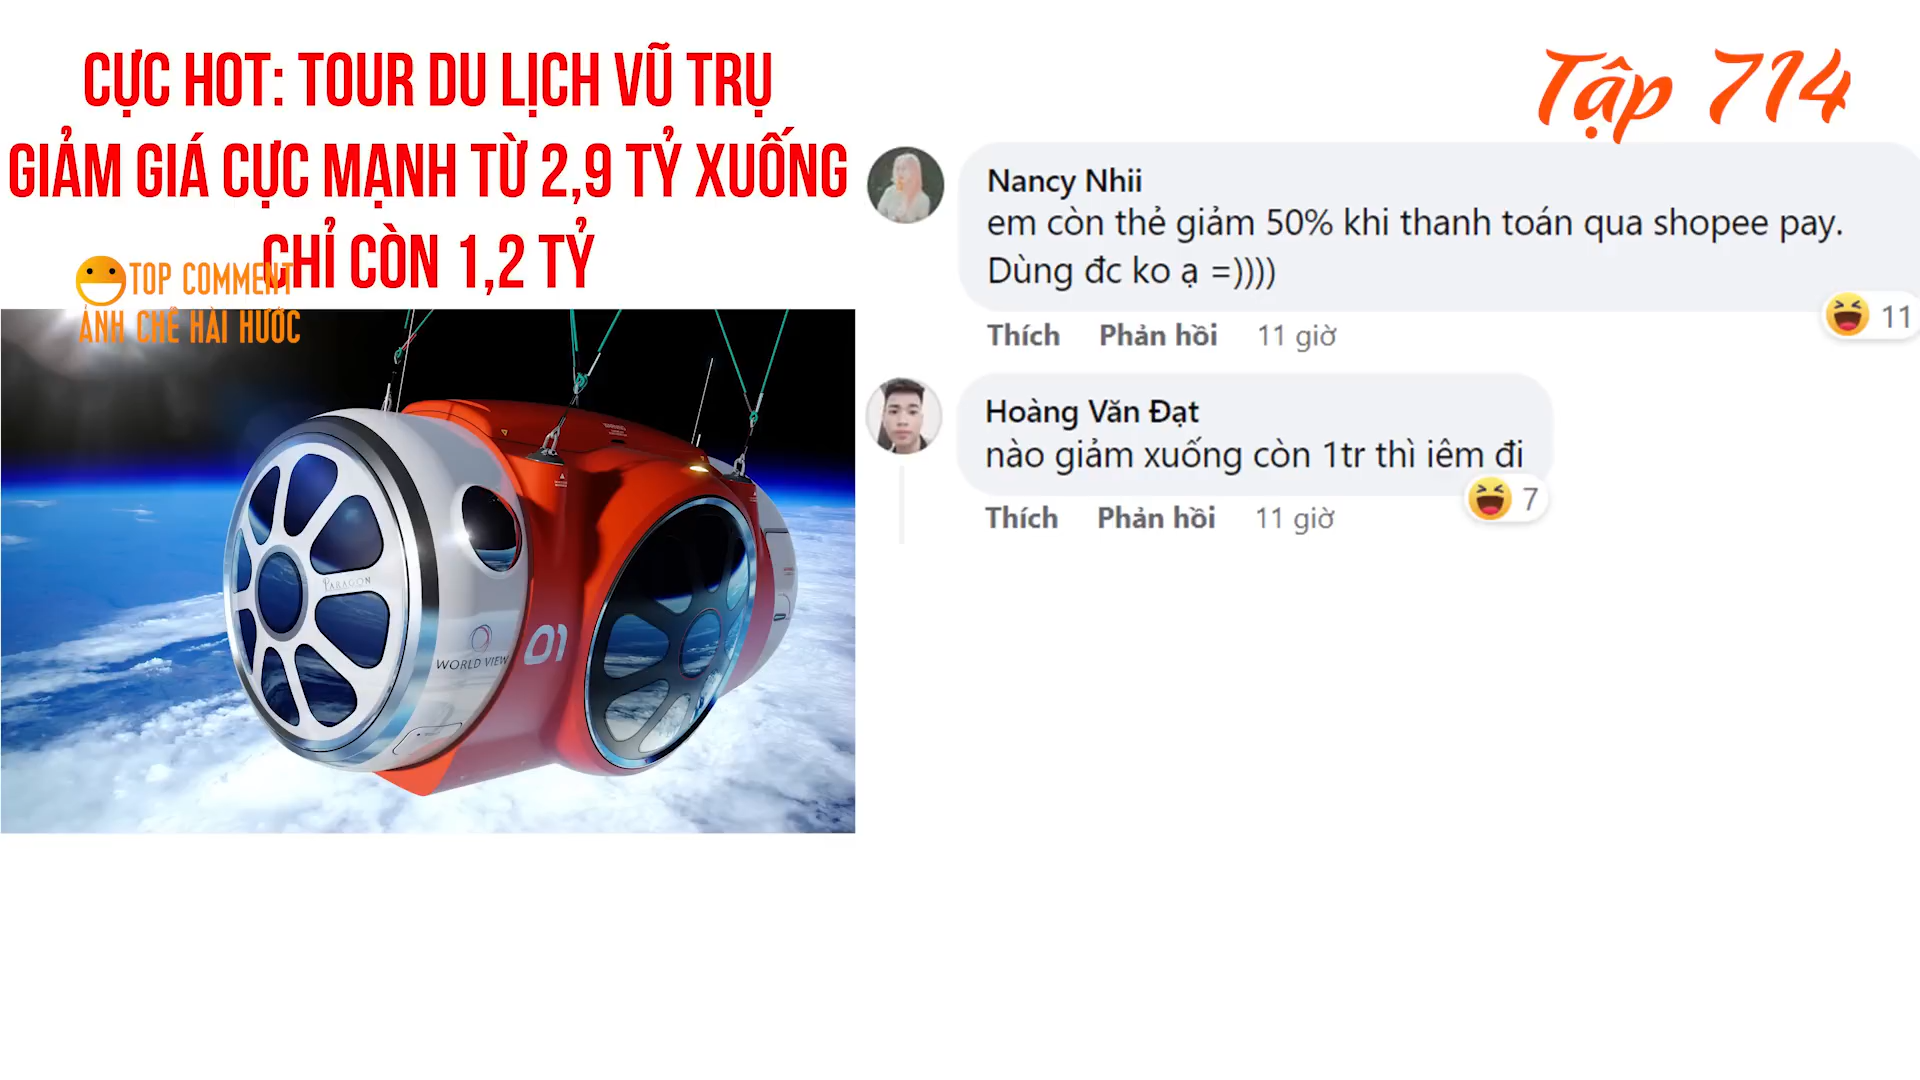 CỰC HOT: TOUR DU LỊCH VŨ TRỤ
GIẢM GIÁ CỰC MẠNH TỪ 2,9 TỶ XUỐNG
CHỈ CÒN 1,2 TỶ
TOP COMMENT
ẢNH CHẾ HÀI HƯỚC
PARAGON
WORLD VIEW
01
Tập 714
Nancy Nhii
em còn thẻ giảm 50% khi thanh toán qua shopee pay.
Dùng đc ko ạ =))))
11
Thích Phản hồi 11 giờ
Hoàng Văn Đạt
nào giảm xuống còn 1tr thì iêm đi
7
Thích Phản hồi 11 giờ